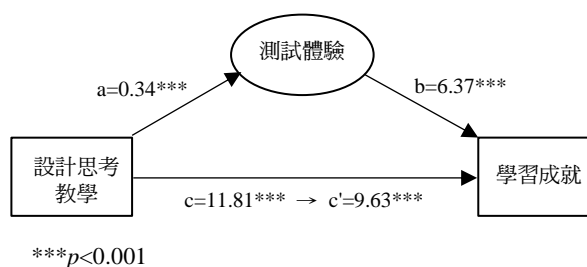 測試體驗
a=0.34***
b=6.37***
設計思考
教學
學習成就
c=11.81*** → c'=9.63***
***p<0.001